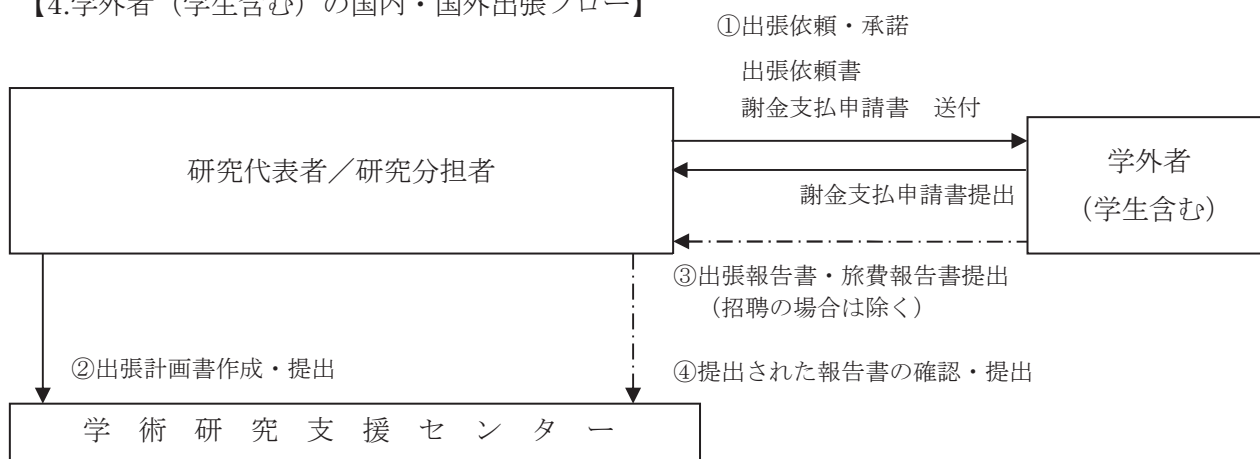 【4.学外者（学生含む）の国内・国外出張フロー】
①出張依頼・承諾
出張依頼書
謝金支払申請書　送付
研究代表者／研究分担者
学外者
（学生含む）
謝金支払申請書提出
③出張報告書・旅費報告書提出
（招聘の場合は除く）
②出張計画書作成・提出
④提出された報告書の確認・提出
学 術 研 究 支 援 セ ン タ ー